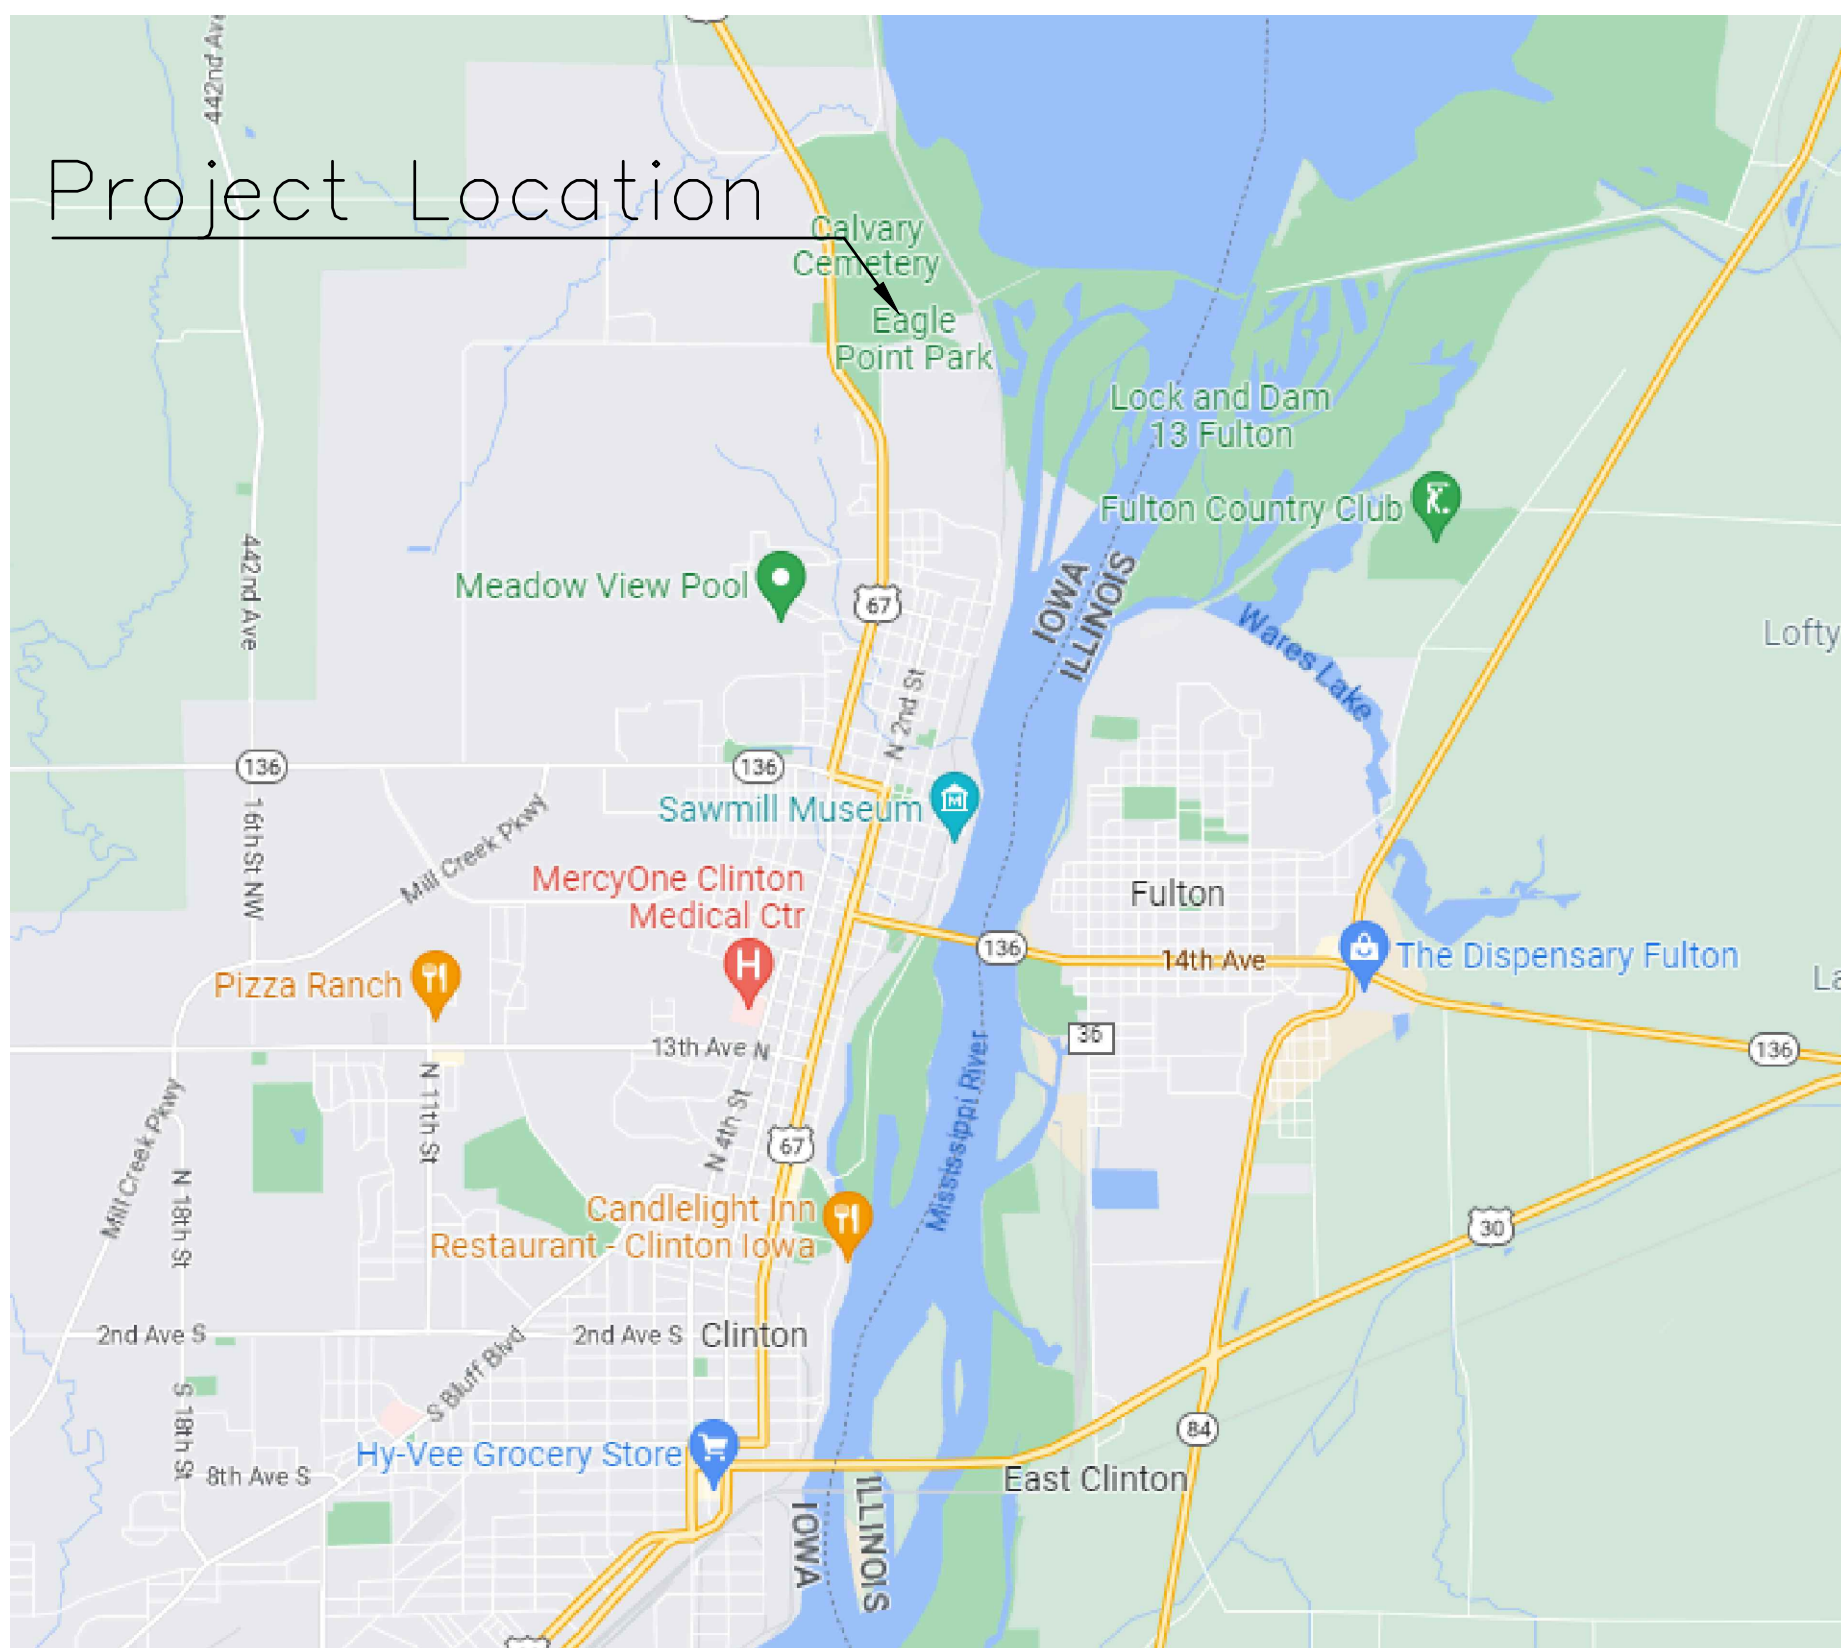 442nd Ave
Project Location
Calvary
Cemetery
Eagle
Point Park
Lock and Dam
13 Fulton
Fulton Country Club
442nd Ave
Meadow View Pool
67
IOWA
ILLINOIS
Wares Lake
Lofty
N 2nd St
136
136
Sawmill Museum
16th St NW
Mill Creek Pkwy
MercyOne Clinton
Medical Ctr
Fulton
Pizza Ranch
136
14th Ave
The Dispensary Fulton
La
36
136
13th Ave N
Mill Creek Pkwy
N 11th St
N 4th St
67
Mississippi River
N 18th St
Candlelight Inn
Restaurant - Clinton Iowa
30
2nd Ave S
2nd Ave S
Clinton
S Bluff Blvd
S 18th St
84
Hy-Vee Grocery Store
8th Ave S
East Clinton
IOWA
ILLINOIS